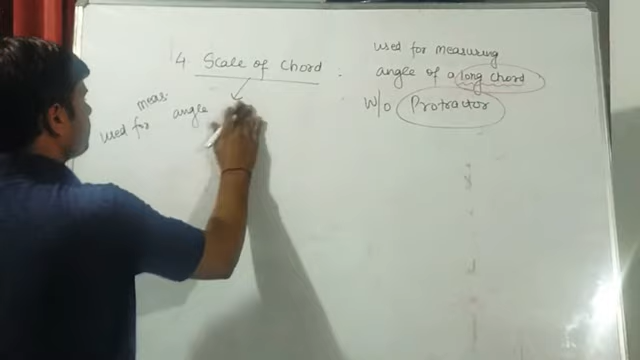 4 Scale of Chord :
used for measuring
angle of a long chord
W/O Protractor
used for meas. angle